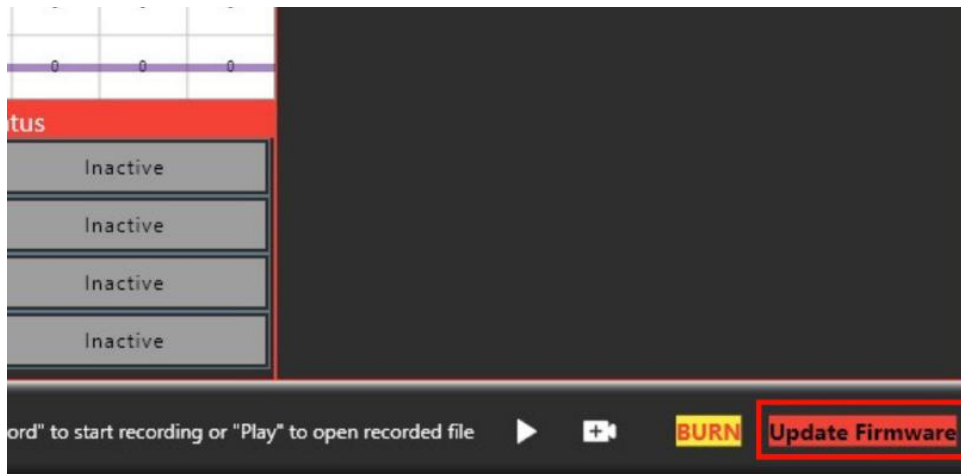 0 0 0
tus
Inactive
Inactive
Inactive
Inactive
ord" to start recording or "Play" to open recorded file BURN Update Firmware